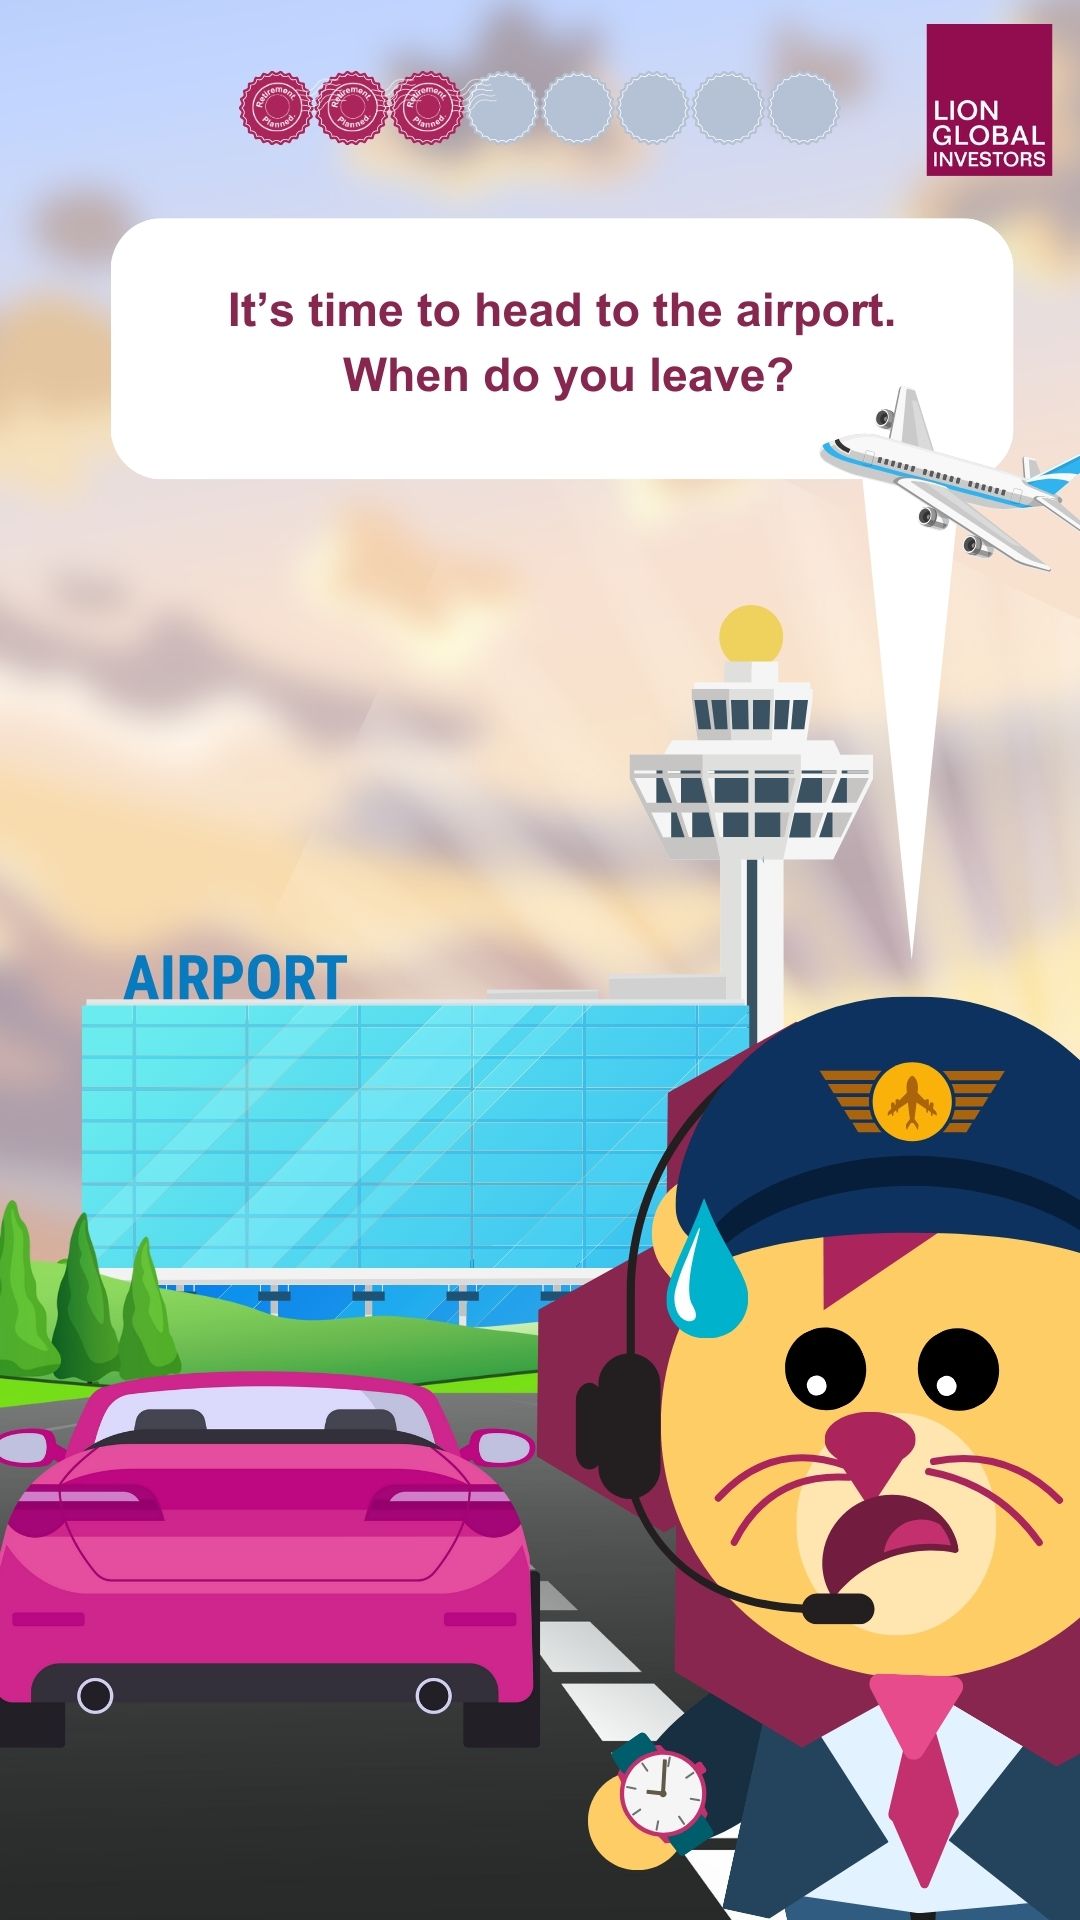 Retirement
Planned.
Retirement
Planned.
Retirement
Planned.
LION
GLOBAL
INVESTORS
It’s time to head to the airport.
When do you leave?
AIRPORT